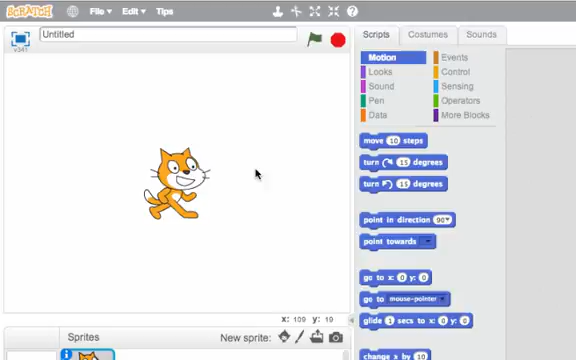 SCRATCH File Edit Tips
Untitled
v341
Scripts Costumes Sounds
Motion Events
Looks Control
Sound Sensing
Pen Operators
Data More Blocks
move 10 steps
turn 15 degrees
turn 15 degrees
point in direction 90
point towards
go to x: 0 y: 0
go to mouse-pointer
glide 1 secs to x: 0 y: 0
change x by 10
x: 109 y: 19
Sprites New sprite: